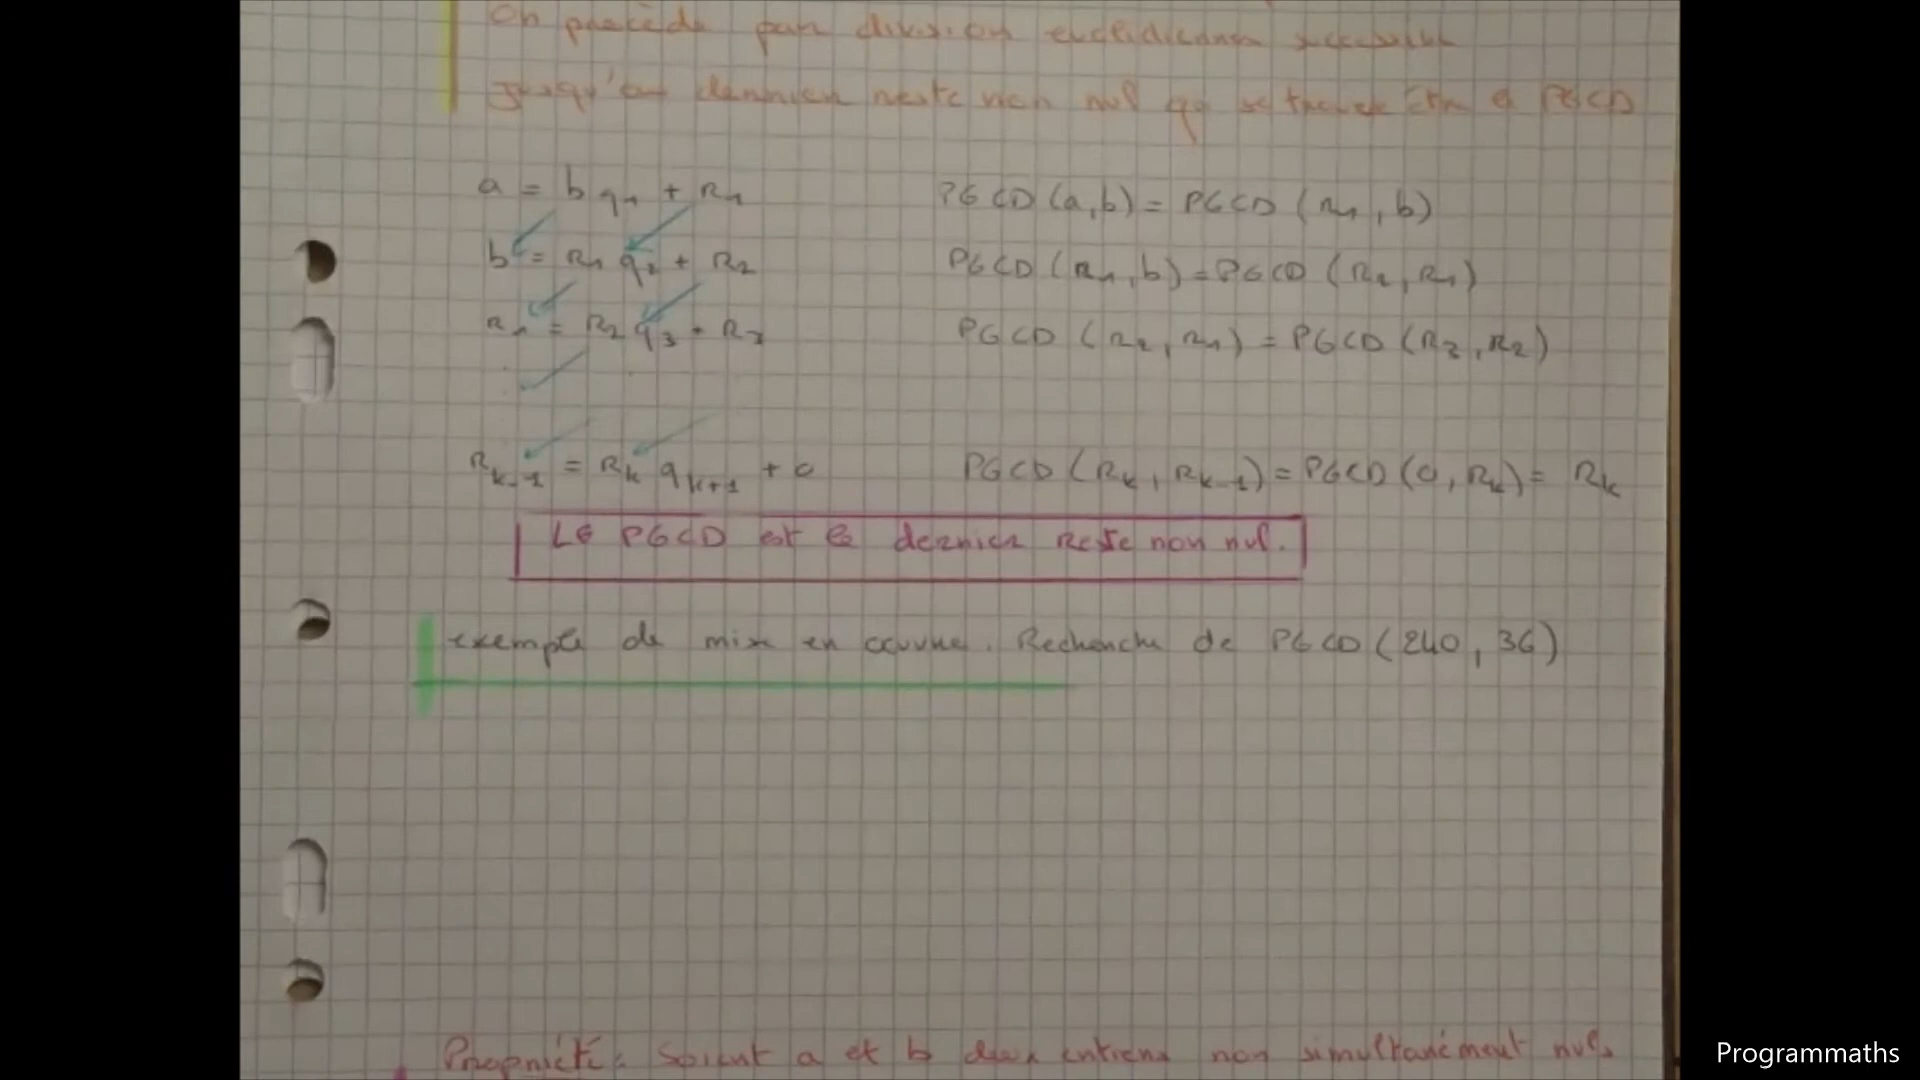 On procède par division euclidienne successive
jusqu'au dernier reste non nul qui se trouve être le PGCD
a = b q1 + R1 PGCD (a,b) = PGCD (R1, b)
b = R1 q2 + R2 PGCD (R1, b) = PGCD (R2, R1)
R1 = R2 q3 + R3 PGCD (R2, R1) = PGCD (R3, R2)
Rk-1 = Rk qk+1 + 0 PGCD (Rk, Rk-1) = PGCD (0, Rk) = Rk
Le PGCD est le dernier reste non nul.
exemple de mise en œuvre. Recherche de PGCD (240, 36)
Propriété: Soient a et b deux entiers non simultanément nuls
Programmaths